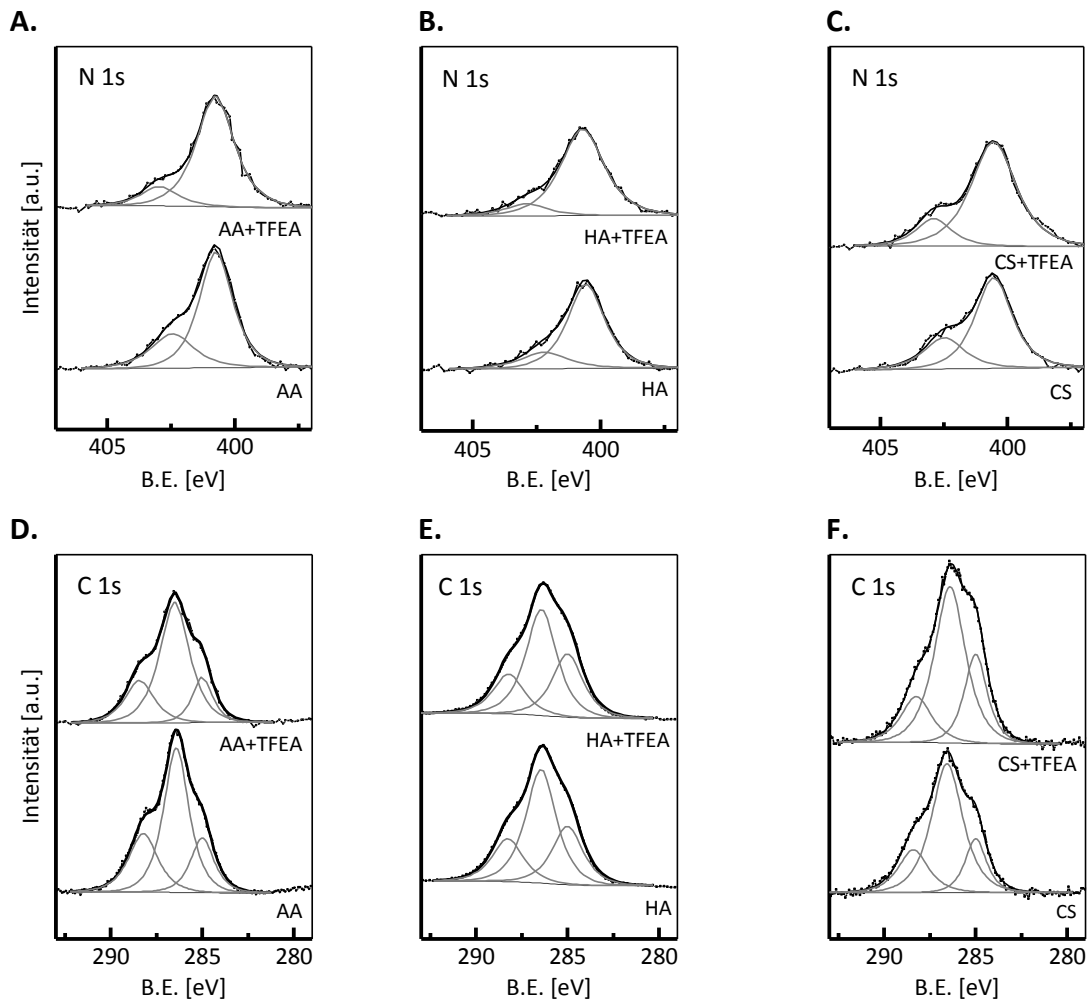 A.
N 1s
AA+TFEA
AA
Intensität [a.u.]
405 400
B.E. [eV]
B.
N 1s
HA+TFEA
HA
405 400
B.E. [eV]
C.
N 1s
CS+TFEA
CS
405 400
B.E. [eV]
D.
C 1s
AA+TFEA
AA
Intensität [a.u.]
290 285 280
B.E. [eV]
E.
C 1s
HA+TFEA
HA
290 285 280
B.E. [eV]
F.
C 1s
CS+TFEA
CS
290 285 280
B.E. [eV]